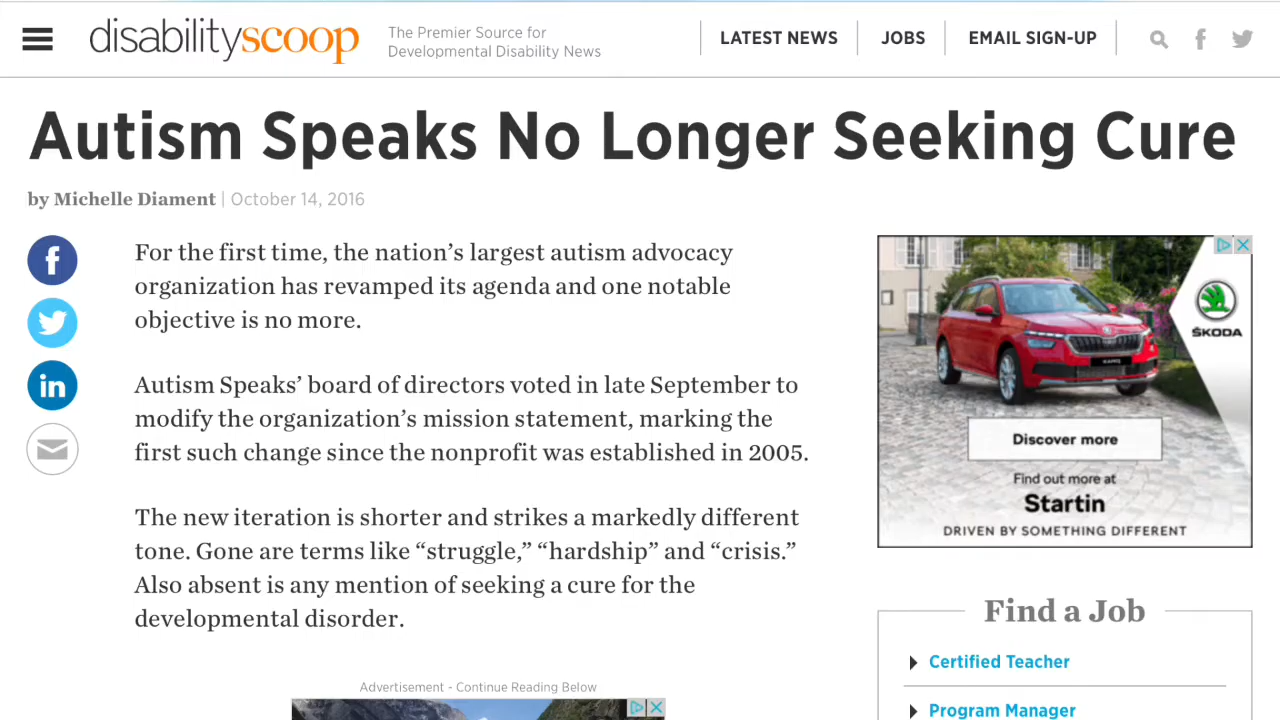 disabilityscoop
The Premier Source for
Developmental Disability News
LATEST NEWS
JOBS
EMAIL SIGN-UP
Autism Speaks No Longer Seeking Cure
by Michelle Diament | October 14, 2016
For the first time, the nation’s largest autism advocacy
organization has revamped its agenda and one notable
objective is no more.
Autism Speaks’ board of directors voted in late September to
modify the organization’s mission statement, marking the
first such change since the nonprofit was established in 2005.
The new iteration is shorter and strikes a markedly different
tone. Gone are terms like “struggle,” “hardship” and “crisis.”
Also absent is any mention of seeking a cure for the
developmental disorder.
Advertisement - Continue Reading Below
ŠKODA
Discover more
Find out more at
Startin
DRIVEN BY SOMETHING DIFFERENT
Find a Job
Certified Teacher
Program Manager